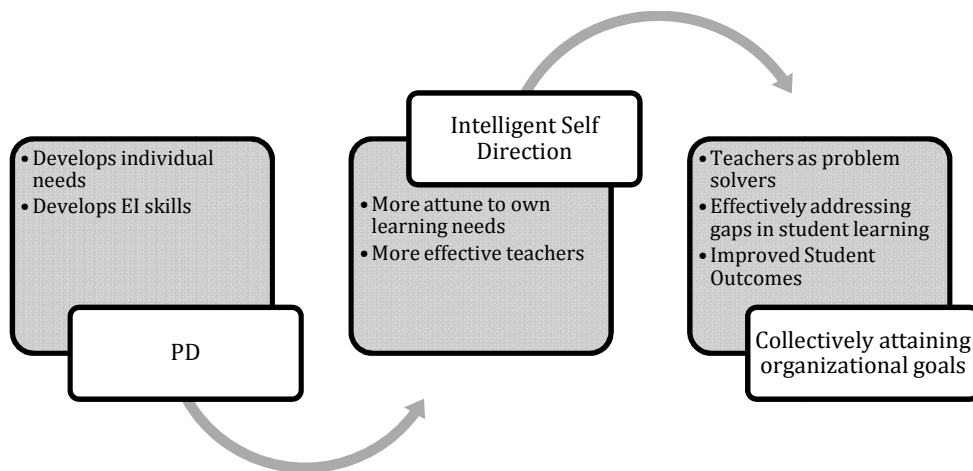 • Develops individual
needs
• Develops EI skills
PD
Intelligent Self
Direction
• More attune to own
learning needs
• More effective teachers
• Teachers as problem
solvers
• Effectively addressing
gaps in student learning
• Improved Student
Outcomes
Collectively attaining
organizational goals